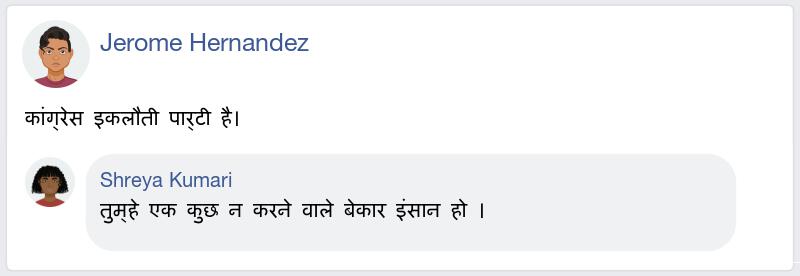 Jerome Hernandez
कांग्रेस इकलौती पार्टी है।
Shreya Kumari
तुम्हे एक कुछ न करने वाले बेकार इंसान हो ।